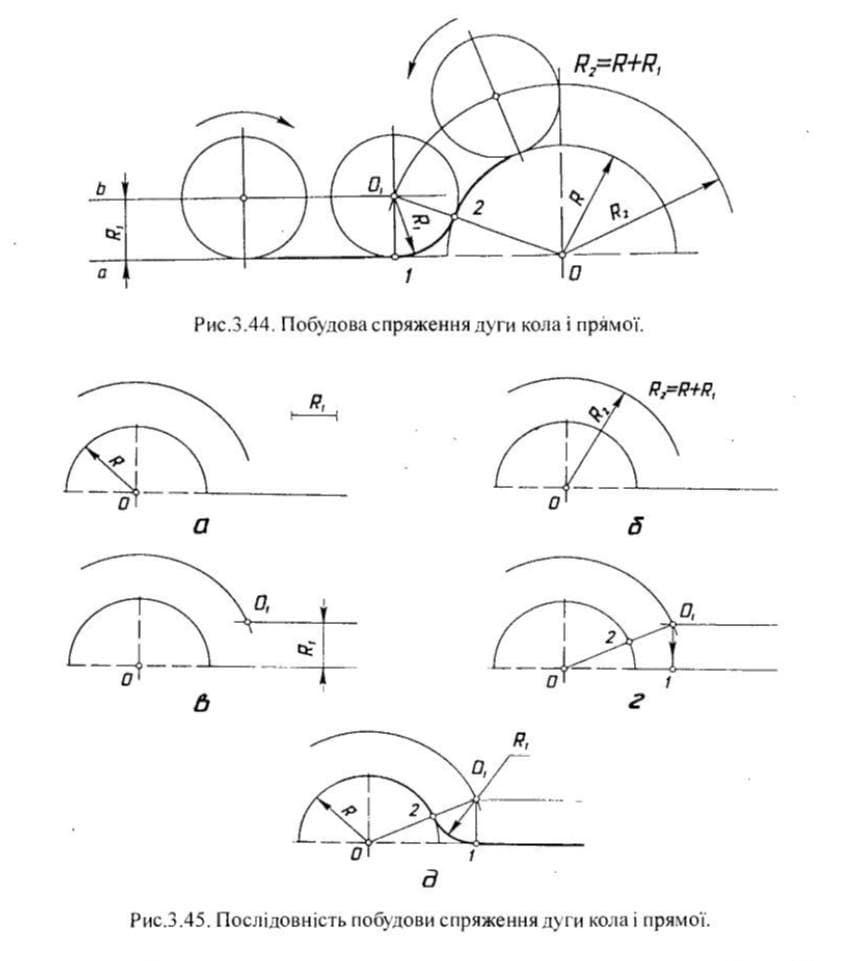 R₂=R+R₁
b
O₁
2
R₁
R₁
R
R₂
a
1
O
Рис.3.44. Побудова спряження дуги кола і прямої.
R₁
R
O
а
R₂=R+R₁
R₂
O
б
O₁
R₁
O
в
O₁
2
O
1
г
R₁
O₁
R
2
O
1
д
Рис.3.45. Послідовність побудови спряження дуги кола і прямої.